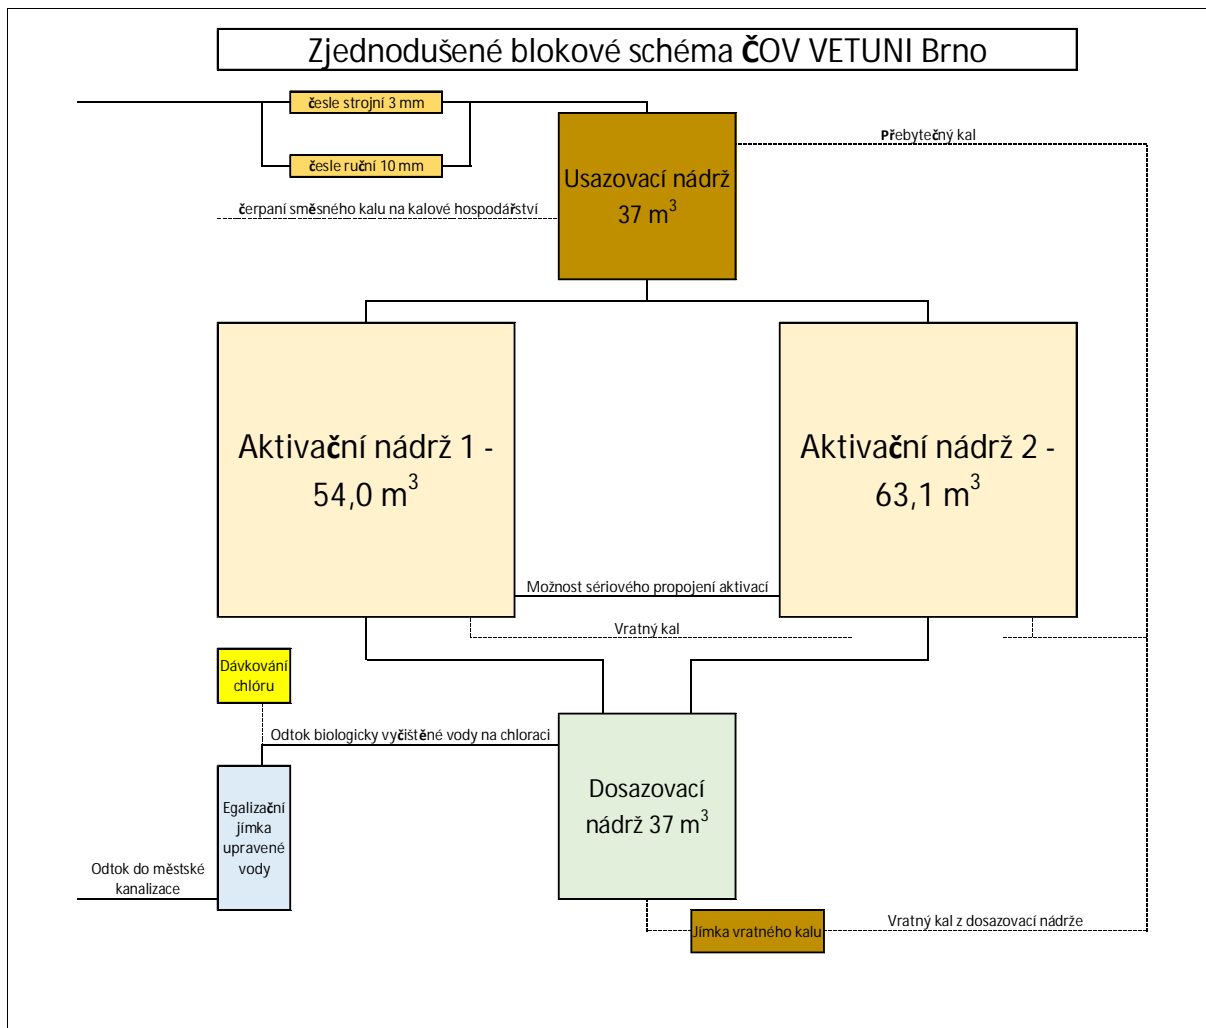 Zjednodušené blokové schéma ČOV VETUNI Brno
česle strojní 3 mm
Přebytečný kal
česle ruční 10 mm
Usazovací nádrž
37 m³
čerpaní směsného kalu na kalové hospodářství
Aktivační nádrž 1 -
54,0 m³
Aktivační nádrž 2 -
63,1 m³
Možnost sériového propojení aktivací
Vratný kal
Dávkování
chlóru
Odtok biologicky vyčištěné vody na chloraci
Dosazovací
nádrž 37 m³
Egalizační
jímka
upravené
vody
Odtok do městské
kanalizace
Jímka vratného kalu
Vratný kal z dosazovací nádrže